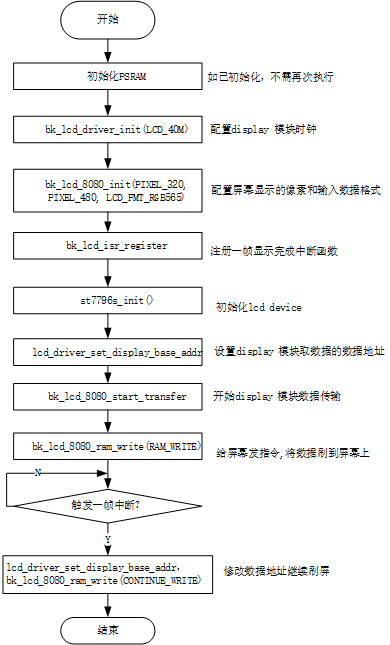 开始
初始化PSRAM
如已初始化，不需再次执行
bk_lcd_driver_init(LCD_40M)
配置display 模块时钟
bk_lcd_8080_init(PIXEL_320,
PIXEL_480, LCD_FMT_RGB565)
配置屏幕显示的像素和输入数据格式
bk_lcd_isr_register
注册一帧显示完成中断函数
st7796s_init()
初始化lcd device
lcd_driver_set_display_base_addr
设置display 模块取数据的数据地址
bk_lcd_8080_start_transfer
开始display 模块数据传输
bk_lcd_8080_ram_write(RAM_WRITE)
给屏幕发指令,将数据刷到屏幕上
N
触发一帧中断?
Y
lcd_driver_set_display_base_addr,
bk_lcd_8080_ram_write(CONTINUE_WRITE)
修改数据地址继续刷屏
结束